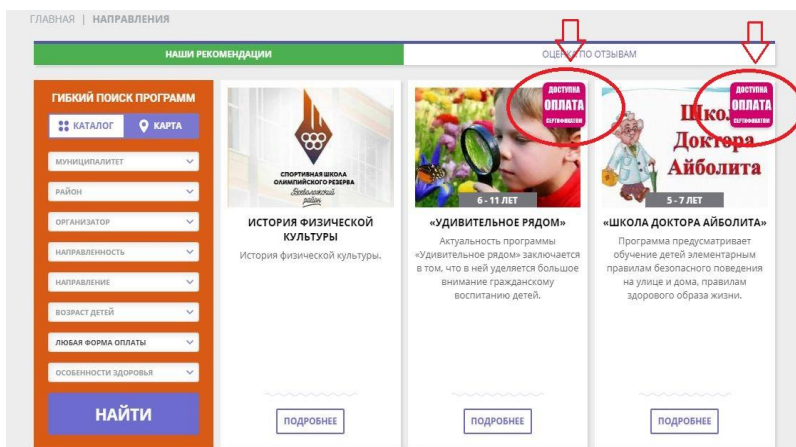 ГЛАВНАЯ | НАПРАВЛЕНИЯ
НАШИ РЕКОМЕНДАЦИИ
ОЦЕНКА ПО ОТЗЫВАМ
ГИБКИЙ ПОИСК ПРОГРАММ
КАТАЛОГ
КАРТА
МУНИЦИПАЛИТЕТ
РАЙОН
ОРГАНИЗАТОР
НАПРАВЛЕННОСТЬ
НАПРАВЛЕНИЕ
ВОЗРАСТ ДЕТЕЙ
ЛЮБАЯ ФОРМА ОПЛАТЫ
ОСОБЕННОСТИ ЗДОРОВЬЯ
НАЙТИ
СПОРТИВНАЯ ШКОЛА
ОЛИМПИЙСКОГО РЕЗЕРВА
Всеволожский
район
ИСТОРИЯ ФИЗИЧЕСКОЙ
КУЛЬТУРЫ
История физической культуры.
ПОДРОБНЕЕ
ДОСТУПНА
ОПЛАТА
СЕРТИФИКАТОМ
6 - 11 ЛЕТ
«УДИВИТЕЛЬНОЕ РЯДОМ»
Актуальность программы
«Удивительное рядом» заключается
в том, что в ней уделяется большое
внимание гражданскому
воспитанию детей.
ПОДРОБНЕЕ
ДОСТУПНА
ОПЛАТА
СЕРТИФИКАТОМ
Доктора
Айболита
5 - 7 ЛЕТ
«ШКОЛА ДОКТОРА АЙБОЛИТА»
Программа предусматривает
обучение детей элементарным
правилам безопасного поведения
на улице и дома, правилам
здорового образа жизни.
ПОДРОБНЕЕ